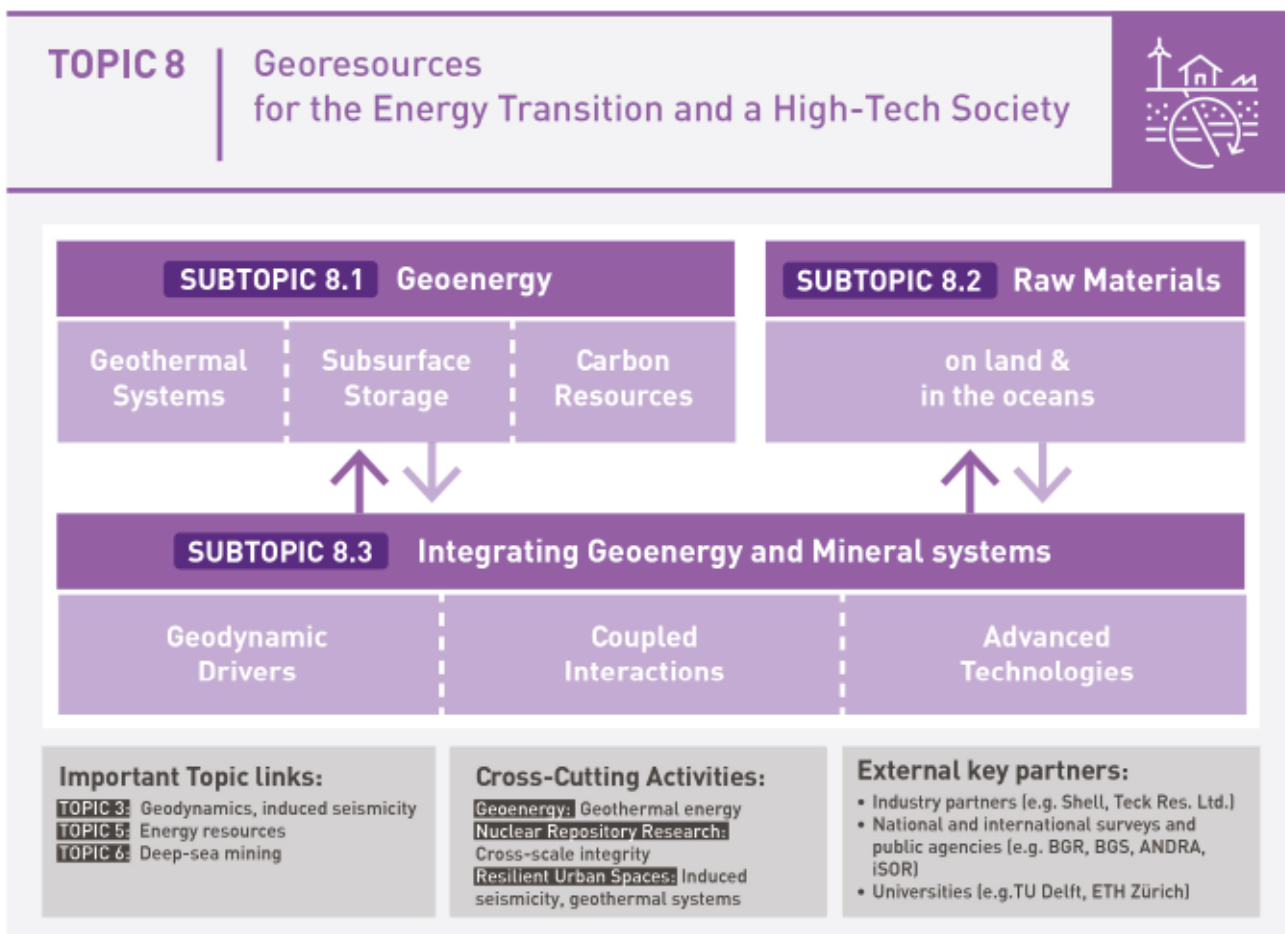 TOPIC 8
Georesources
for the Energy Transition and a High-Tech Society
SUBTOPIC 8.1 Geoenergy
Geothermal
Systems
Subsurface
Storage
Carbon
Resources
SUBTOPIC 8.2 Raw Materials
on land &
in the oceans
SUBTOPIC 8.3 Integrating Geoenergy and Mineral systems
Geodynamic
Drivers
Coupled
Interactions
Advanced
Technologies
Important Topic links:
TOPIC 3: Geodynamics, induced seismicity
TOPIC 5: Energy resources
TOPIC 6: Deep-sea mining
Cross-Cutting Activities:
Geoenergy: Geothermal energy
Nuclear Repository Research:
Cross-scale integrity
Resilient Urban Spaces: Induced
seismicity, geothermal systems
External key partners:
• Industry partners (e.g. Shell, Teck Res. Ltd.)
• National and international surveys and
public agencies (e.g. BGR, BGS, ANDRA,
iSOR)
• Universities (e.g.TU Delft, ETH Zürich)